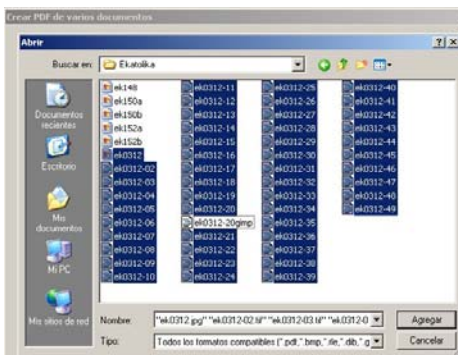 Crear PDF de varios documentos
Abrir
Buscar en:
Ekatolika
Documentos recientes
Escritorio
Mis documentos
Mi PC
Mis sitios de red
ek148
ek150a
ek150b
ek152a
ek152b
ek0312
ek0312-02
ek0312-03
ek0312-04
ek0312-05
ek0312-06
ek0312-07
ek0312-08
ek0312-09
ek0312-10
ek0312-11
ek0312-12
ek0312-13
ek0312-14
ek0312-15
ek0312-16
ek0312-17
ek0312-18
ek0312-19
ek0312-20
ek0312-20gimp
ek0312-21
ek0312-22
ek0312-23
ek0312-24
ek0312-25
ek0312-26
ek0312-27
ek0312-28
ek0312-29
ek0312-30
ek0312-31
ek0312-32
ek0312-33
ek0312-34
ek0312-35
ek0312-36
ek0312-37
ek0312-38
ek0312-39
ek0312-40
ek0312-41
ek0312-42
ek0312-43
ek0312-44
ek0312-45
ek0312-46
ek0312-47
ek0312-48
ek0312-49
Nombre:
"ek0312.jpg" "ek0312-02.tif" "ek0312-03.tif" "ek0312-0
Agregar
Tipo:
Todos los formatos compatibles (*.pdf,*.bmp,*.rle,*.dib,*.g
Cancelar